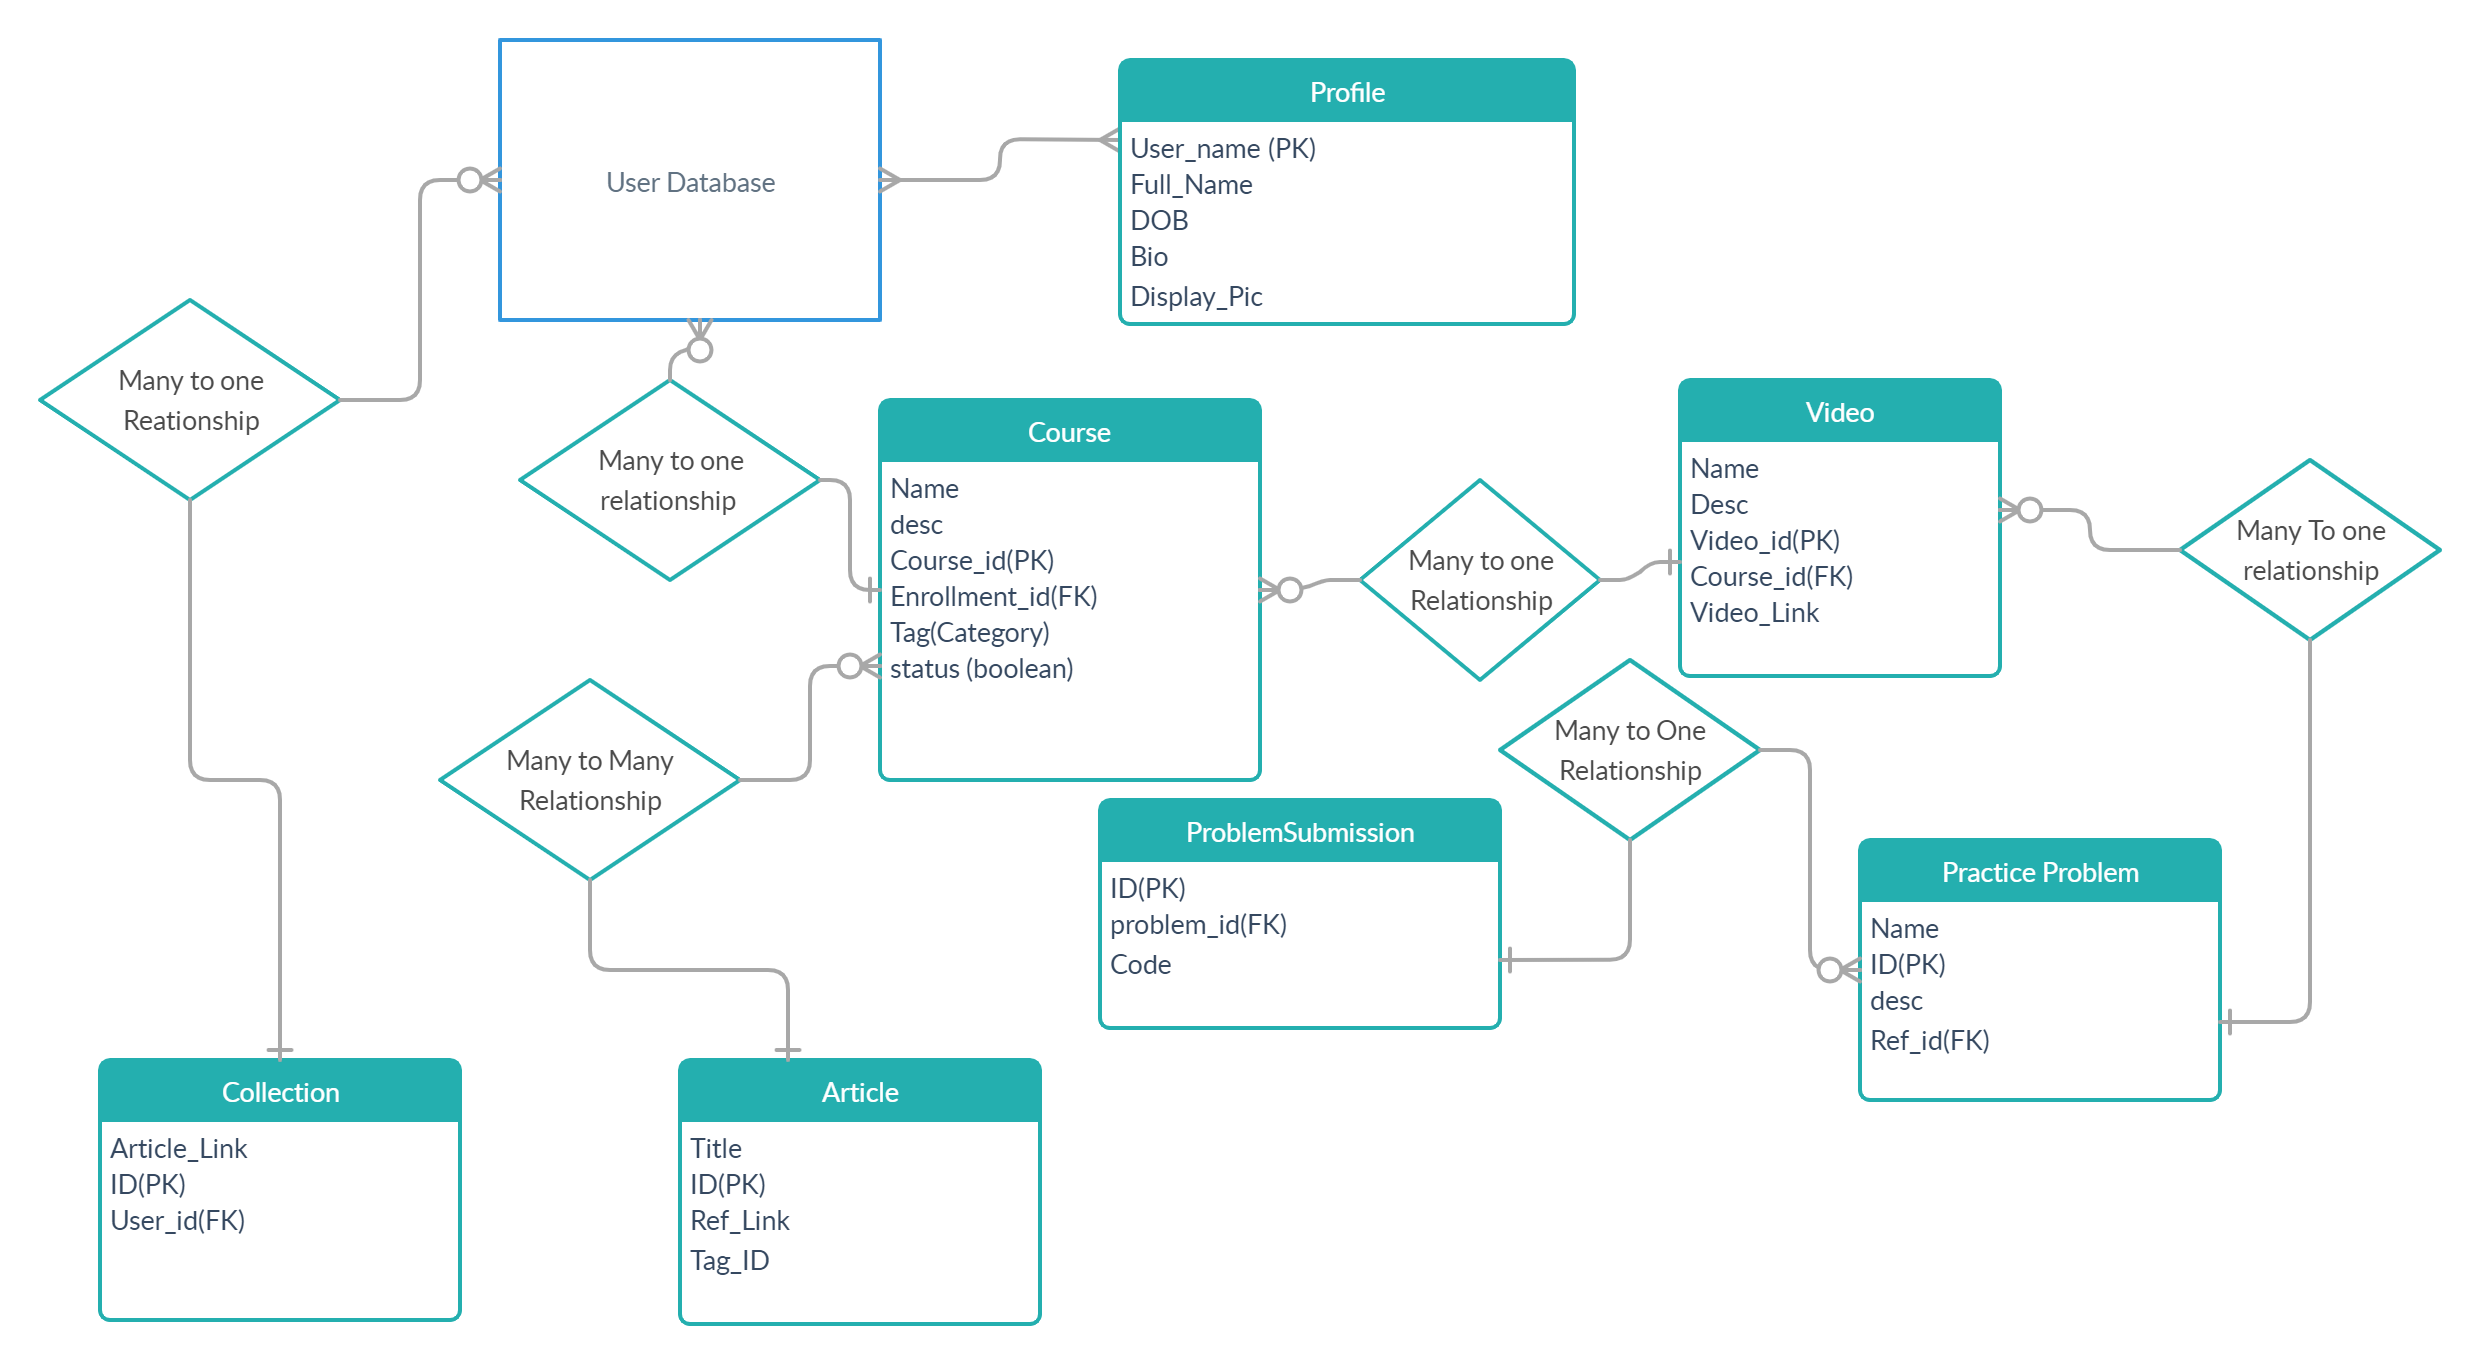 User Database
Profile
User_name (PK)
Full_Name
DOB
Bio
Display_Pic
Many to one
Reationship
Many to one
relationship
Course
Name
desc
Course_id(PK)
Enrollment_id(FK)
Tag(Category)
status (boolean)
Many to one
Relationship
Video
Name
Desc
Video_id(PK)
Course_id(FK)
Video_Link
Many To one
relationship
Many to Many
Relationship
Many to One
Relationship
ProblemSubmission
ID(PK)
problem_id(FK)
Code
Practice Problem
Name
ID(PK)
desc
Ref_id(FK)
Collection
Article_Link
ID(PK)
User_id(FK)
Article
Title
ID(PK)
Ref_Link
Tag_ID